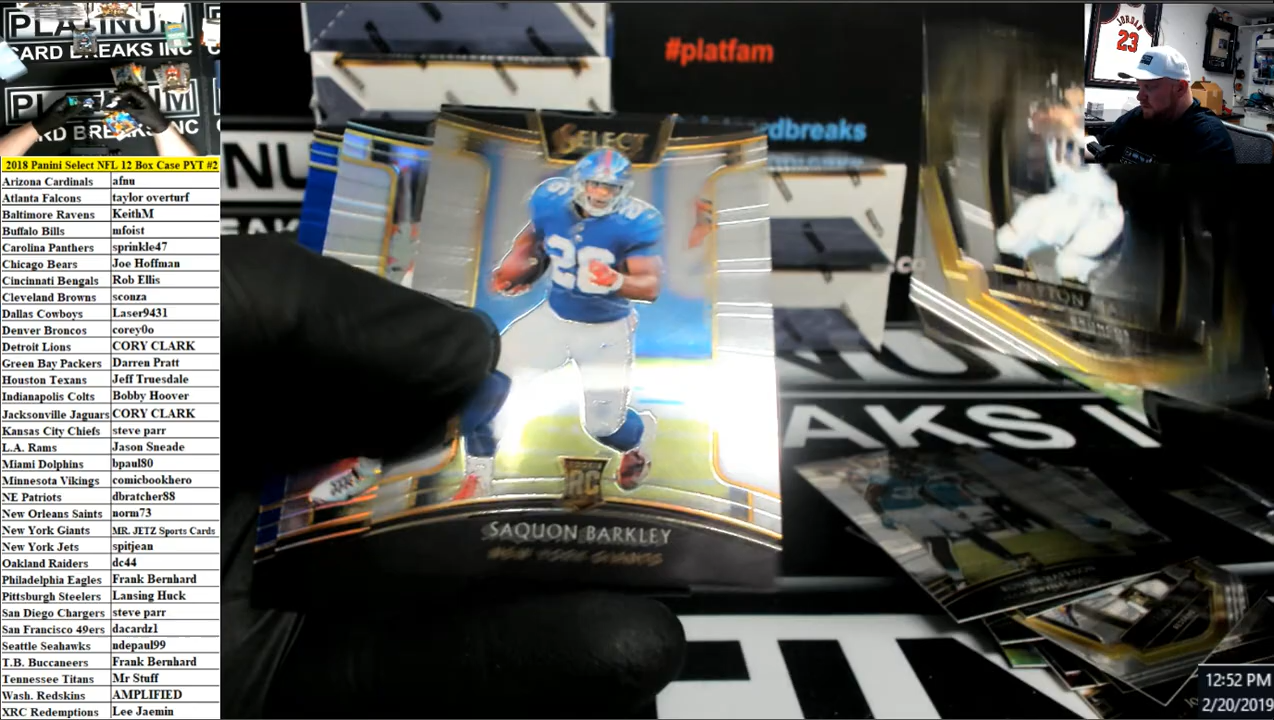 PLATINUM
CARD BREAKS INC
PLATINUM
CARD BREAKS INC
2018 Panini Select NFL 12 Box Case PYT #2
Arizona Cardinals afnu
Atlanta Falcons taylor overturf
Baltimore Ravens KeithM
Buffalo Bills mfoist
Carolina Panthers sprinkle47
Chicago Bears Joe Hoffman
Cincinnati Bengals Rob Ellis
Cleveland Browns sconza
Dallas Cowboys Laser9431
Denver Broncos corey0o
Detroit Lions CORY CLARK
Green Bay Packers Darren Pratt
Houston Texans Jeff Truesdale
Indianapolis Colts Bobby Hoover
Jacksonville Jaguars CORY CLARK
Kansas City Chiefs steve parr
L.A. Rams Jason Sneade
Miami Dolphins bpaul80
Minnesota Vikings comicbookhero
NE Patriots dbratcher88
New Orleans Saints norm73
New York Giants MR. JETZ Sports Cards
New York Jets spitjean
Oakland Raiders dc44
Philadelphia Eagles Frank Bernhard
Pittsburgh Steelers Lansing Huck
San Diego Chargers steve parr
San Francisco 49ers dacardz1
Seattle Seahawks ndepaul99
T.B. Buccaneers Frank Bernhard
Tennessee Titans Mr Stuff
Wash. Redskins AMPLIFIED
XRC Redemptions Lee Jaemin
#platfam
rdbreaks
SELECT
26
RC
SAQUON BARKLEY
NEW YORK GIANTS
PEYTON
BRONCOS
AKS I
JORDAN
23
12:52 PM
2/20/2019